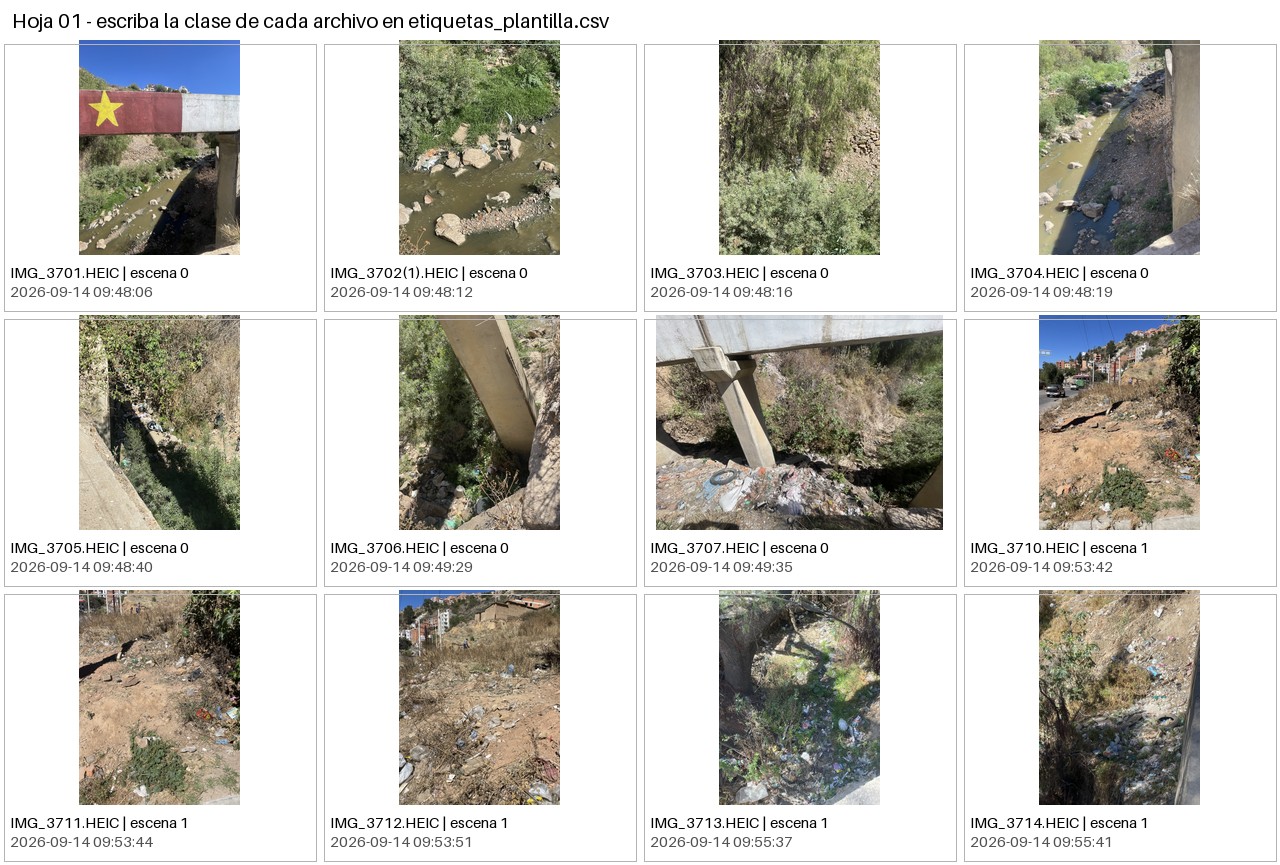 Hoja 01 - escriba la clase de cada archivo en etiquetas_plantilla.csv
IMG_3701.HEIC | escena 0
2026-09-14 09:48:06
IMG_3702(1).HEIC | escena 0
2026-09-14 09:48:12
IMG_3703.HEIC | escena 0
2026-09-14 09:48:16
IMG_3704.HEIC | escena 0
2026-09-14 09:48:19
IMG_3705.HEIC | escena 0
2026-09-14 09:48:40
IMG_3706.HEIC | escena 0
2026-09-14 09:49:29
IMG_3707.HEIC | escena 0
2026-09-14 09:49:35
IMG_3710.HEIC | escena 1
2026-09-14 09:53:42
IMG_3711.HEIC | escena 1
2026-09-14 09:53:44
IMG_3712.HEIC | escena 1
2026-09-14 09:53:51
IMG_3713.HEIC | escena 1
2026-09-14 09:55:37
IMG_3714.HEIC | escena 1
2026-09-14 09:55:41